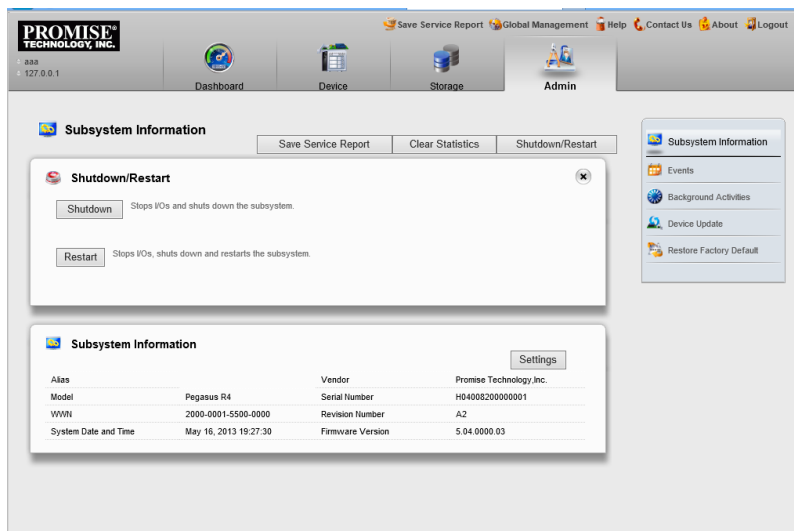 PROMISE®
TECHNOLOGY, INC.
aaa
127.0.0.1
Save Service Report Global Management Help Contact Us About Logout
Dashboard Device Storage Admin
Subsystem Information
Save Service Report Clear Statistics Shutdown/Restart
Shutdown/Restart
Shutdown Stops I/Os and shuts down the subsystem.
Restart Stops I/Os, shuts down and restarts the subsystem.
Subsystem Information
Settings
Alias Vendor Promise Technology,Inc.
Model Pegasus R4 Serial Number H04008200000001
WWN 2000-0001-5500-0000 Revision Number A2
System Date and Time May 16, 2013 19:27:30 Firmware Version 5.04.0000.03
Subsystem Information
Events
Background Activities
Device Update
Restore Factory Default